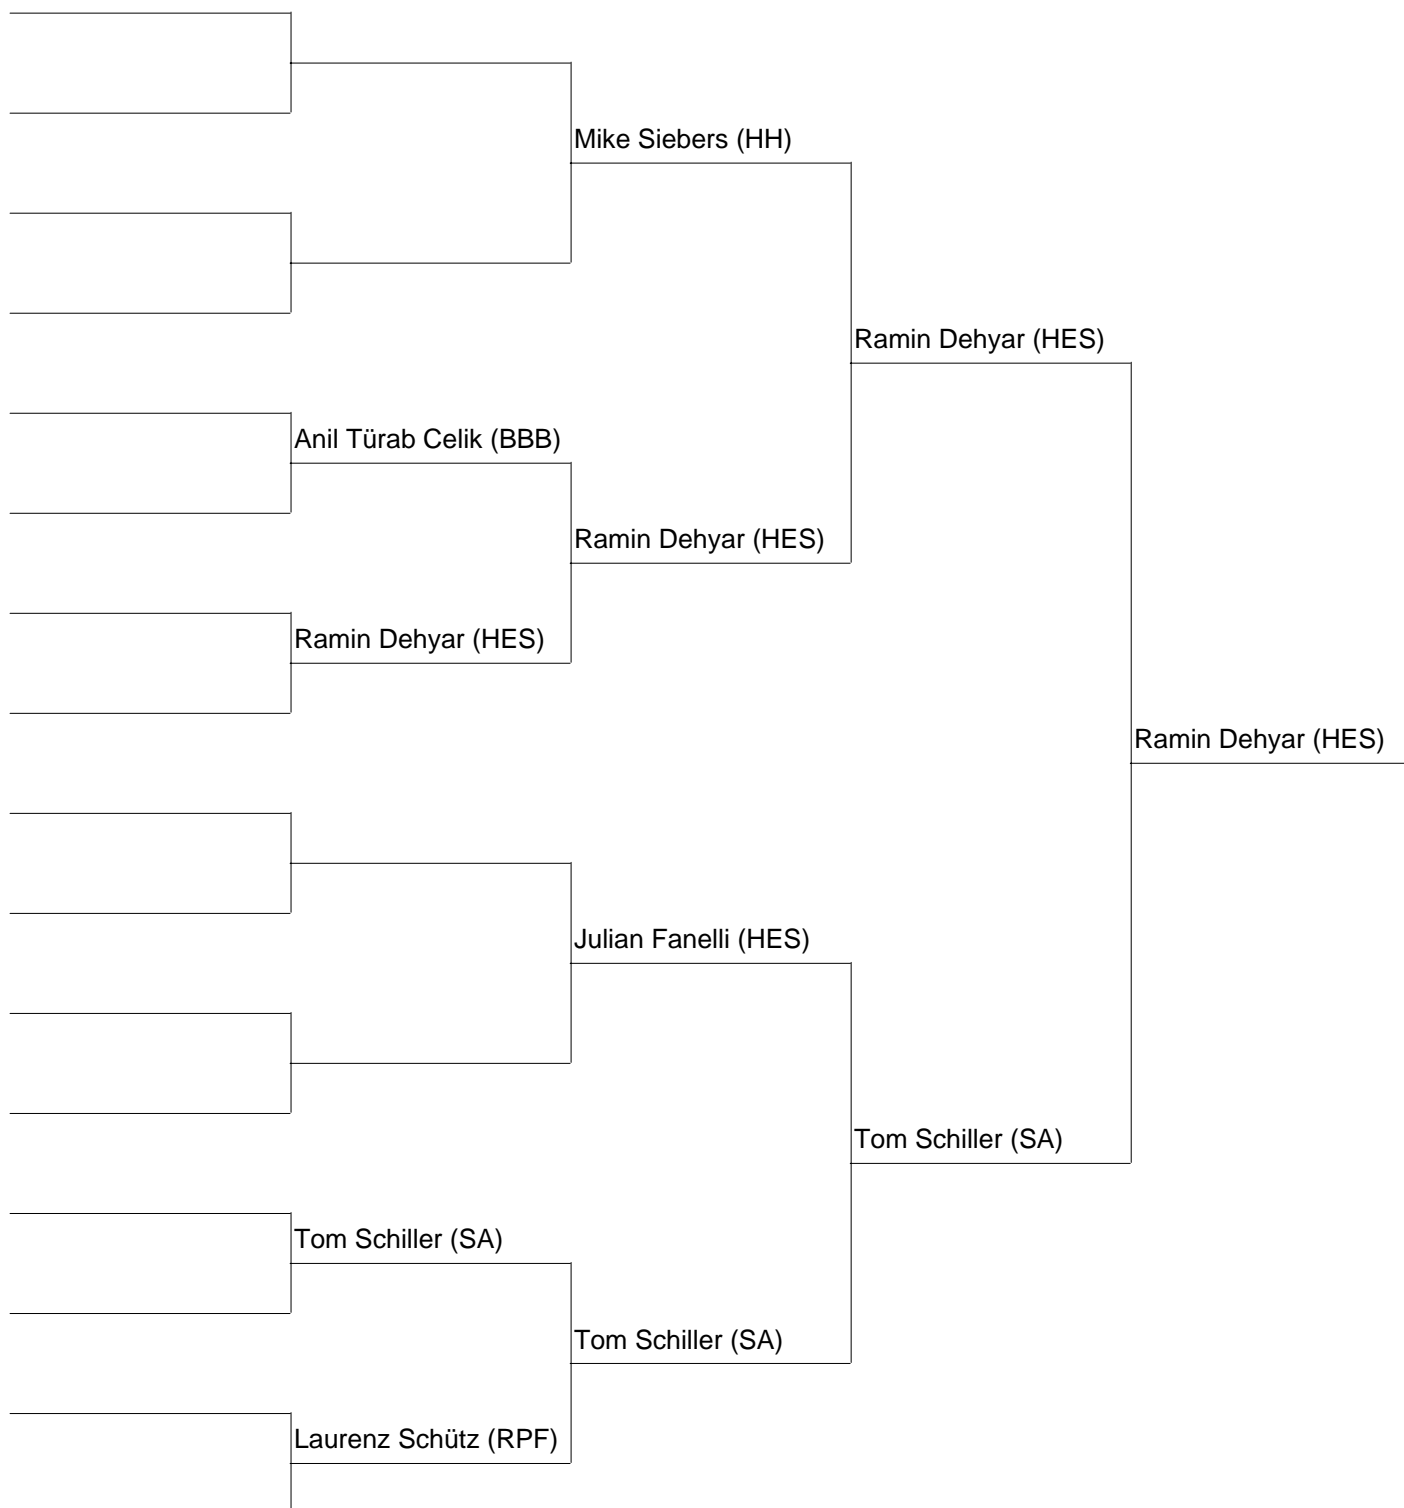 Mike Siebers (HH)
Ramin Dehyar (HES)
Anil Türab Celik (BBB)
Ramin Dehyar (HES)
Ramin Dehyar (HES)
Ramin Dehyar (HES)
Julian Fanelli (HES)
Tom Schiller (SA)
Tom Schiller (SA)
Tom Schiller (SA)
Laurenz Schütz (RPF)